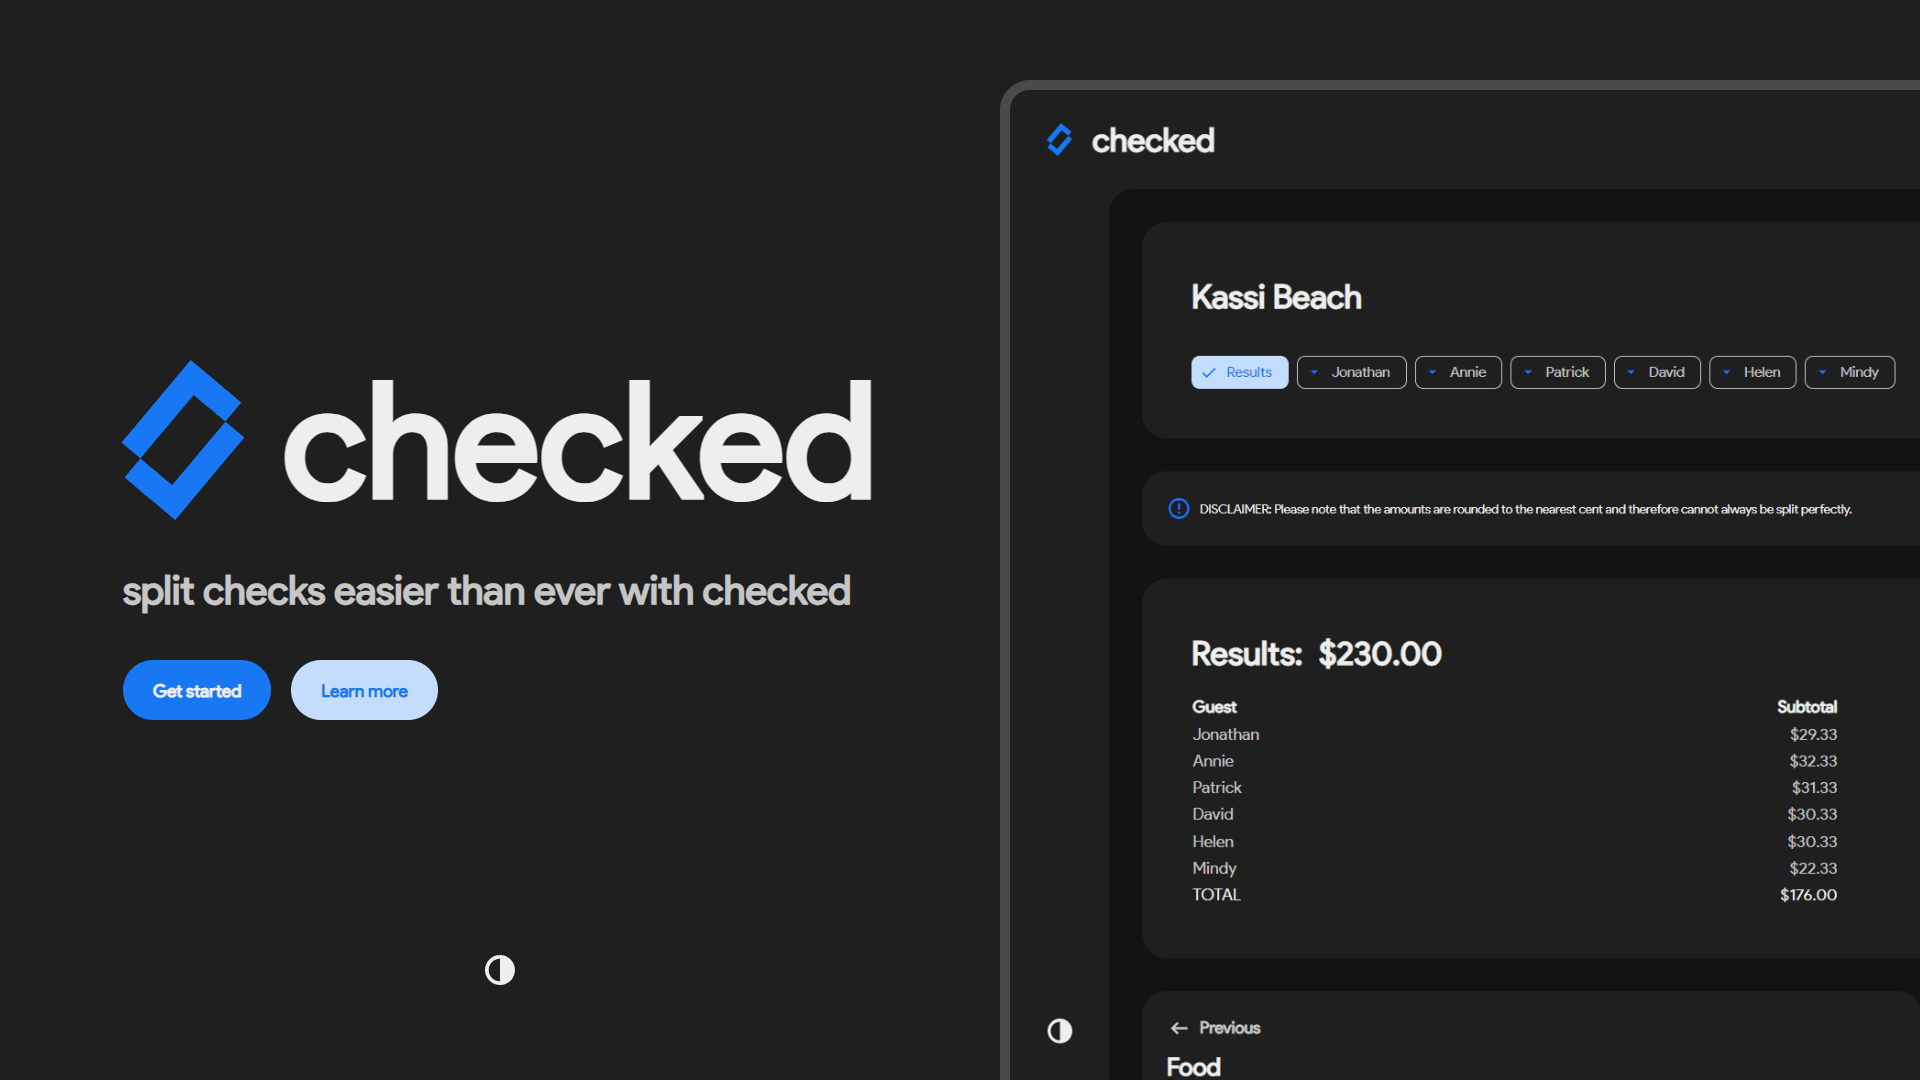 checked
split checks easier than ever with checked
Get started
Learn more
checked
Kassi Beach
Results
Jonathan
Annie
Patrick
David
Helen
Mindy
DISCLAIMER: Please note that the amounts are rounded to the nearest cent and therefore cannot always be split perfectly.
Results: $230.00
Guest Subtotal
Jonathan $29.33
Annie $32.33
Patrick $31.33
David $30.33
Helen $30.33
Mindy $22.33
TOTAL $176.00
Previous
Food